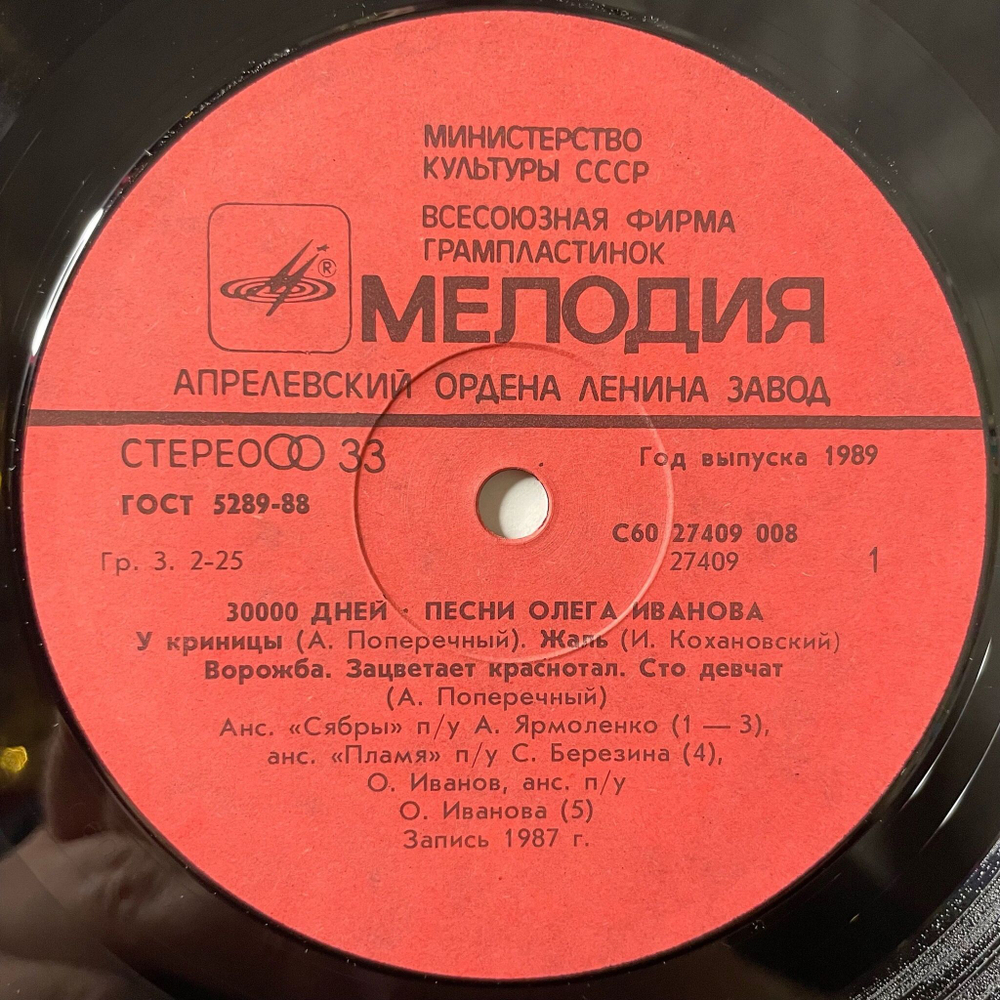 МИНИСТЕРСТВО
КУЛЬТУРЫ СССР
ВСЕСОЮЗНАЯ ФИРМА
ГРАМПЛАСТИНОК
®
МЕЛОДИЯ
АПРЕЛЕВСКИЙ ОРДЕНА ЛЕНИНА ЗАВОД
СТЕРЕО 33
Год выпуска 1989
ГОСТ 5289-88
С60 27409 008
Гр. 3. 2-25
27409
1
30000 ДНЕЙ · ПЕСНИ ОЛЕГА ИВАНОВА
У криницы (А. Поперечный). Жаль (И. Кохановский)
Ворожба. Зацветает краснотал. Сто девчат
(А. Поперечный)
Анс. «Сябры» п/у А. Ярмоленко (1 — 3),
анс. «Пламя» п/у С. Березина (4),
О. Иванов, анс. п/у
О. Иванова (5)
Запись 1987 г.